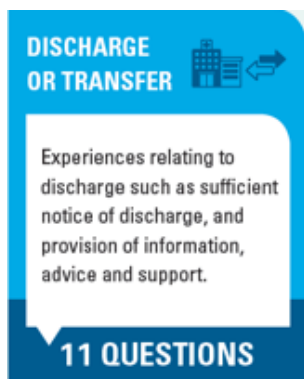 DISCHARGE
OR TRANSFER
Experiences relating to
discharge such as sufficient
notice of discharge, and
provision of information,
advice and support.
11 QUESTIONS